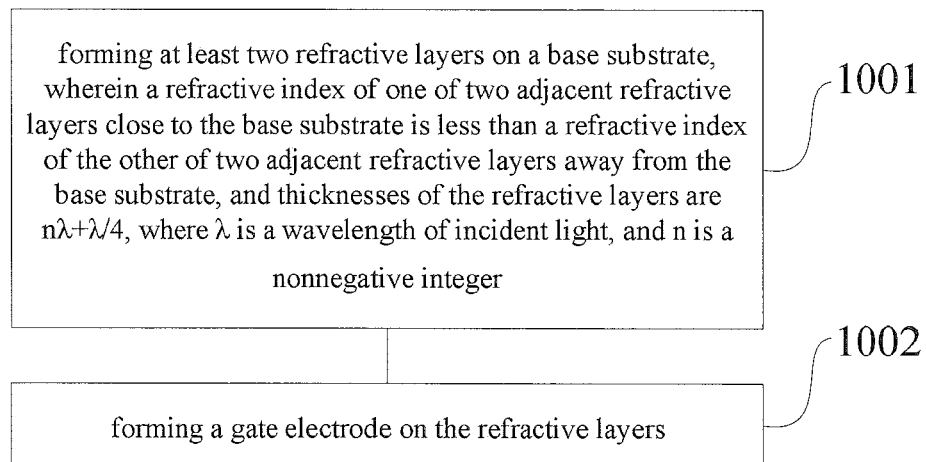 forming at least two refractive layers on a base substrate,
wherein a refractive index of one of two adjacent refractive
layers close to the base substrate is less than a refractive index
of the other of two adjacent refractive layers away from the
base substrate, and thicknesses of the refractive layers are
nλ+λ/4, where λ is a wavelength of incident light, and n is a
nonnegative integer
1001
forming a gate electrode on the refractive layers
1002